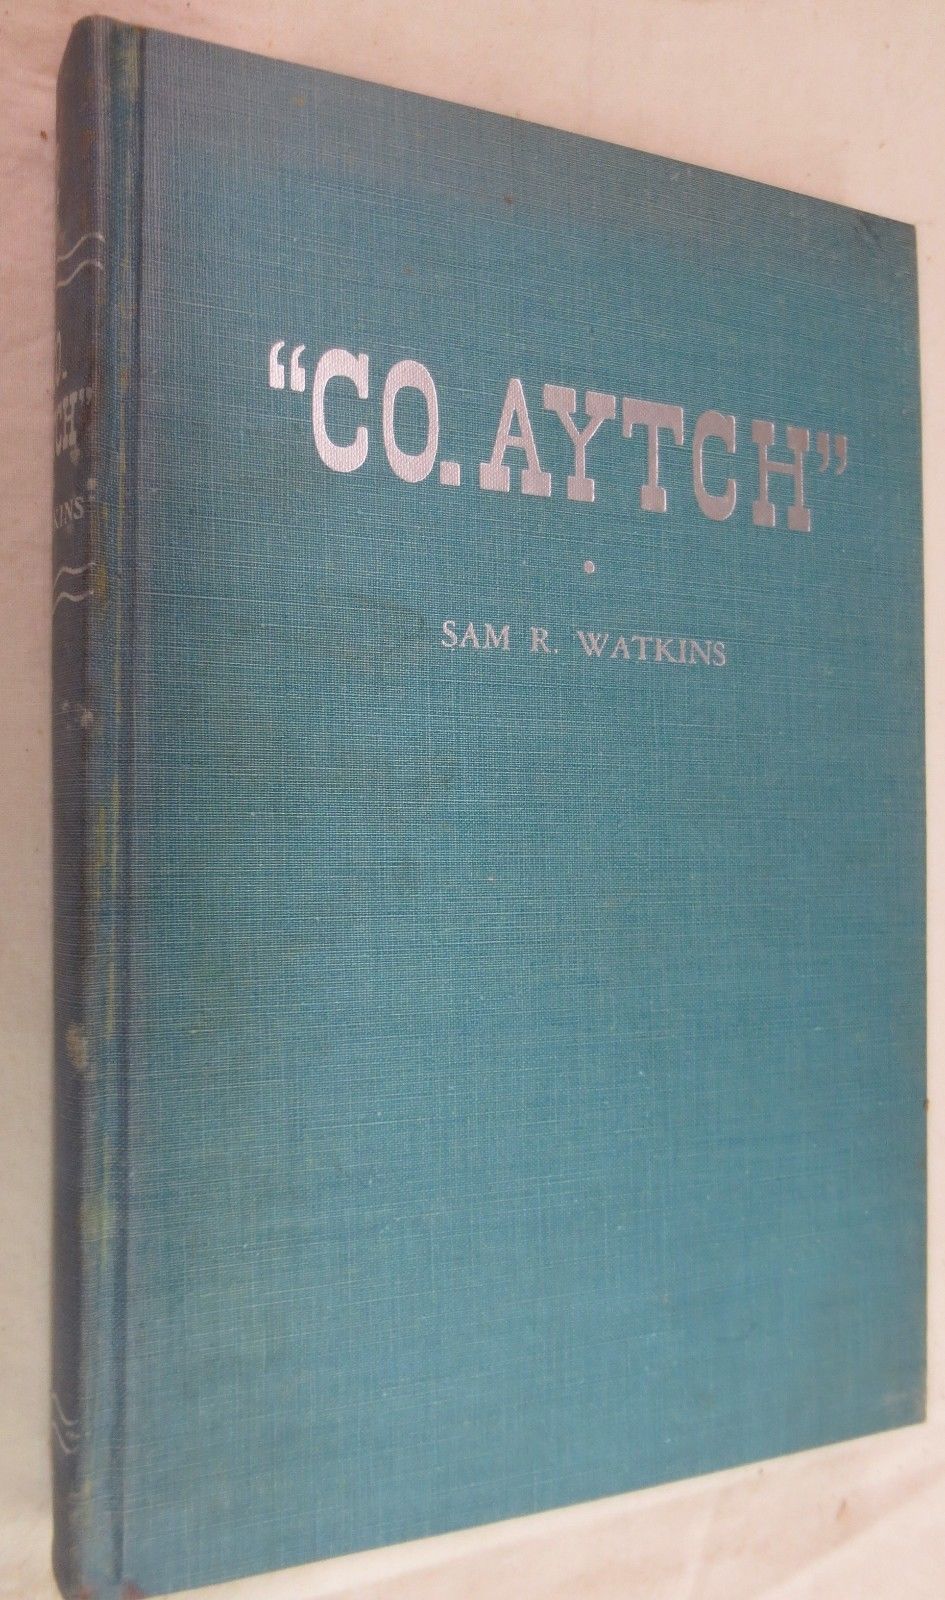 “CO. AYTCH”
SAM R. WATKINS